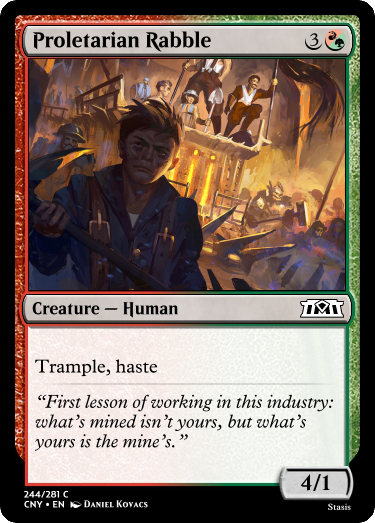 Proletarian Rabble 3
Creature — Human
Trample, haste
“First lesson of working in this industry:
what's mined isn't yours, but what's
yours is the mine's.”
4/1
244/281 C
CNY • EN Daniel Kovacs
Stasis